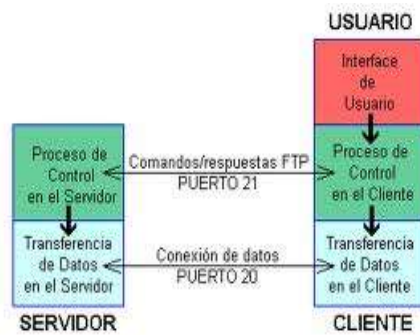 USUARIO
Interface
de
Usuario
Proceso de
Control
en el Servidor
Comandos/respuestas FTP
PUERTO 21
Proceso de
Control
en el Cliente
Transferencia
de Datos
en el Servidor
Conexión de datos
PUERTO 20
Transferencia
de Datos
en el Cliente
SERVIDOR
CLIENTE